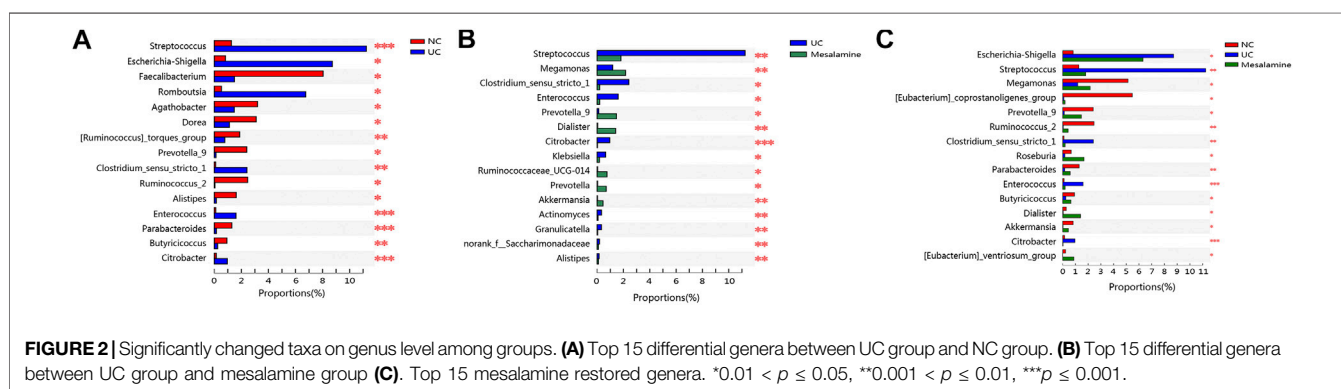 A
NC
UC
Streptococcus ***
Escherichia-Shigella *
Faecalibacterium *
Romboutsia *
Agathobacter *
Dorea *
[Ruminococcus]_torques_group **
Prevotella_9 *
Clostridium_sensu_stricto_1 **
Ruminococcus_2 *
Alistipes *
Enterococcus ***
Parabacteroides ***
Butyricicoccus **
Citrobacter ***
0 2 4 6 8 10
Proportions(%)
B
UC
Mesalamine
Streptococcus **
Megamonas **
Clostridium_sensu_stricto_1 *
Enterococcus *
Prevotella_9 *
Dialister **
Citrobacter ***
Klebsiella *
Ruminococcaceae_UCG-014 *
Prevotella *
Akkermansia **
Actinomyces **
Granulicatella **
norank_f__Saccharimonadaceae **
Alistipes **
0 2 4 6 8 10
Proportions(%)
C
NC
UC
Mesalamine
Escherichia-Shigella *
Streptococcus **
Megamonas *
[Eubacterium]_coprostanoligenes_group *
Prevotella_9 *
Ruminococcus_2 **
Clostridium_sensu_stricto_1 **
Roseburia *
Parabacteroides **
Enterococcus ***
Butyricicoccus *
Dialister *
Akkermansia *
Citrobacter ***
[Eubacterium]_ventriosum_group *
0 1 2 3 4 5 6 7 8 9 10 11
Proportions(%)
FIGURE 2 | Significantly changed taxa on genus level among groups. (A) Top 15 differential genera between UC group and NC group. (B) Top 15 differential genera
between UC group and mesalamine group (C). Top 15 mesalamine restored genera. *0.01 < p ≤ 0.05, **0.001 < p ≤ 0.01, ***p ≤ 0.001.